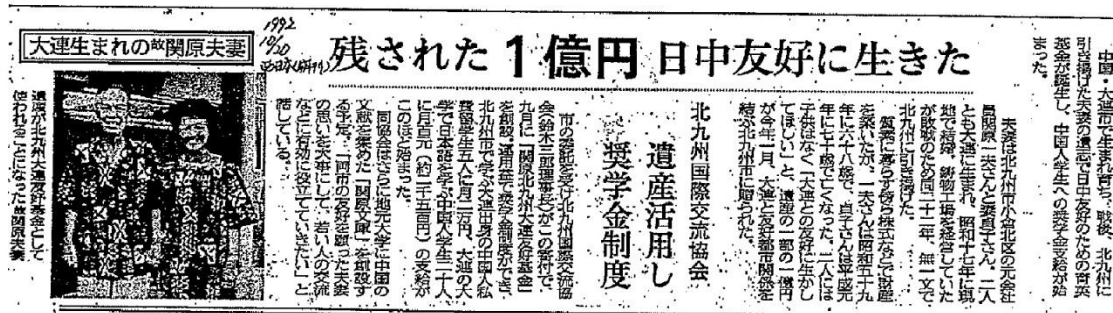 1992
10/20
大連生まれの故関原夫妻
残された1億円 日中友好に生きた
中国・大連市で生まれ育ち、戦後、北九州に
引き揚げた夫妻の遺志で日中友好のための育英
基金が誕生し、中国人学生への奨学金支給が始
まった。
夫妻は北九州市小倉北区の元会社
員関原一夫さんと妻貞子さん。二人
とも大連に生まれ、昭和十七年に現
地で結婚、鋳物工場を経営していた
が敗戦のため同二十二年、無一文で
北九州に引き揚げた。
質素に暮らす傍ら株式などで財産
を築いたが、一夫さんは昭和五十九
年に六十八歳で、貞子さんは平成元
年に七十歳で亡くなった。二人には
子供はなく、「大連との友好に生かし
てほしい」と、遺産の一部の一億円
が今年一月、大連と友好都市関係を
結ぶ北九州市に贈られた。
北九州国際交流協会
遺産活用し
奨学金制度
市の委託を受け北九州国際交流協
会(鈴木三郎理事長)がこの寄付で、
九月に「関原北九州大連友好基金」
を創設。運用益で奨学金制度ができ、
北九州市で学ぶ大連出身の中国人私
費留学生五人に月二万円、大連の大
学で日本語を学ぶ中国人学生二十人
に月百元(約二千五百円)の支給が
このほど始まった。
同協会はさらに地元大学に中国の
文献を集めた「関原文庫」を創設す
る予定。「両市の友好を願った夫妻
の思いを大事にして、若い人の交流
などに有効に役立てていきたい」と
話している。
遺産が北九州大連友好基金として
使われることになった故関原夫妻